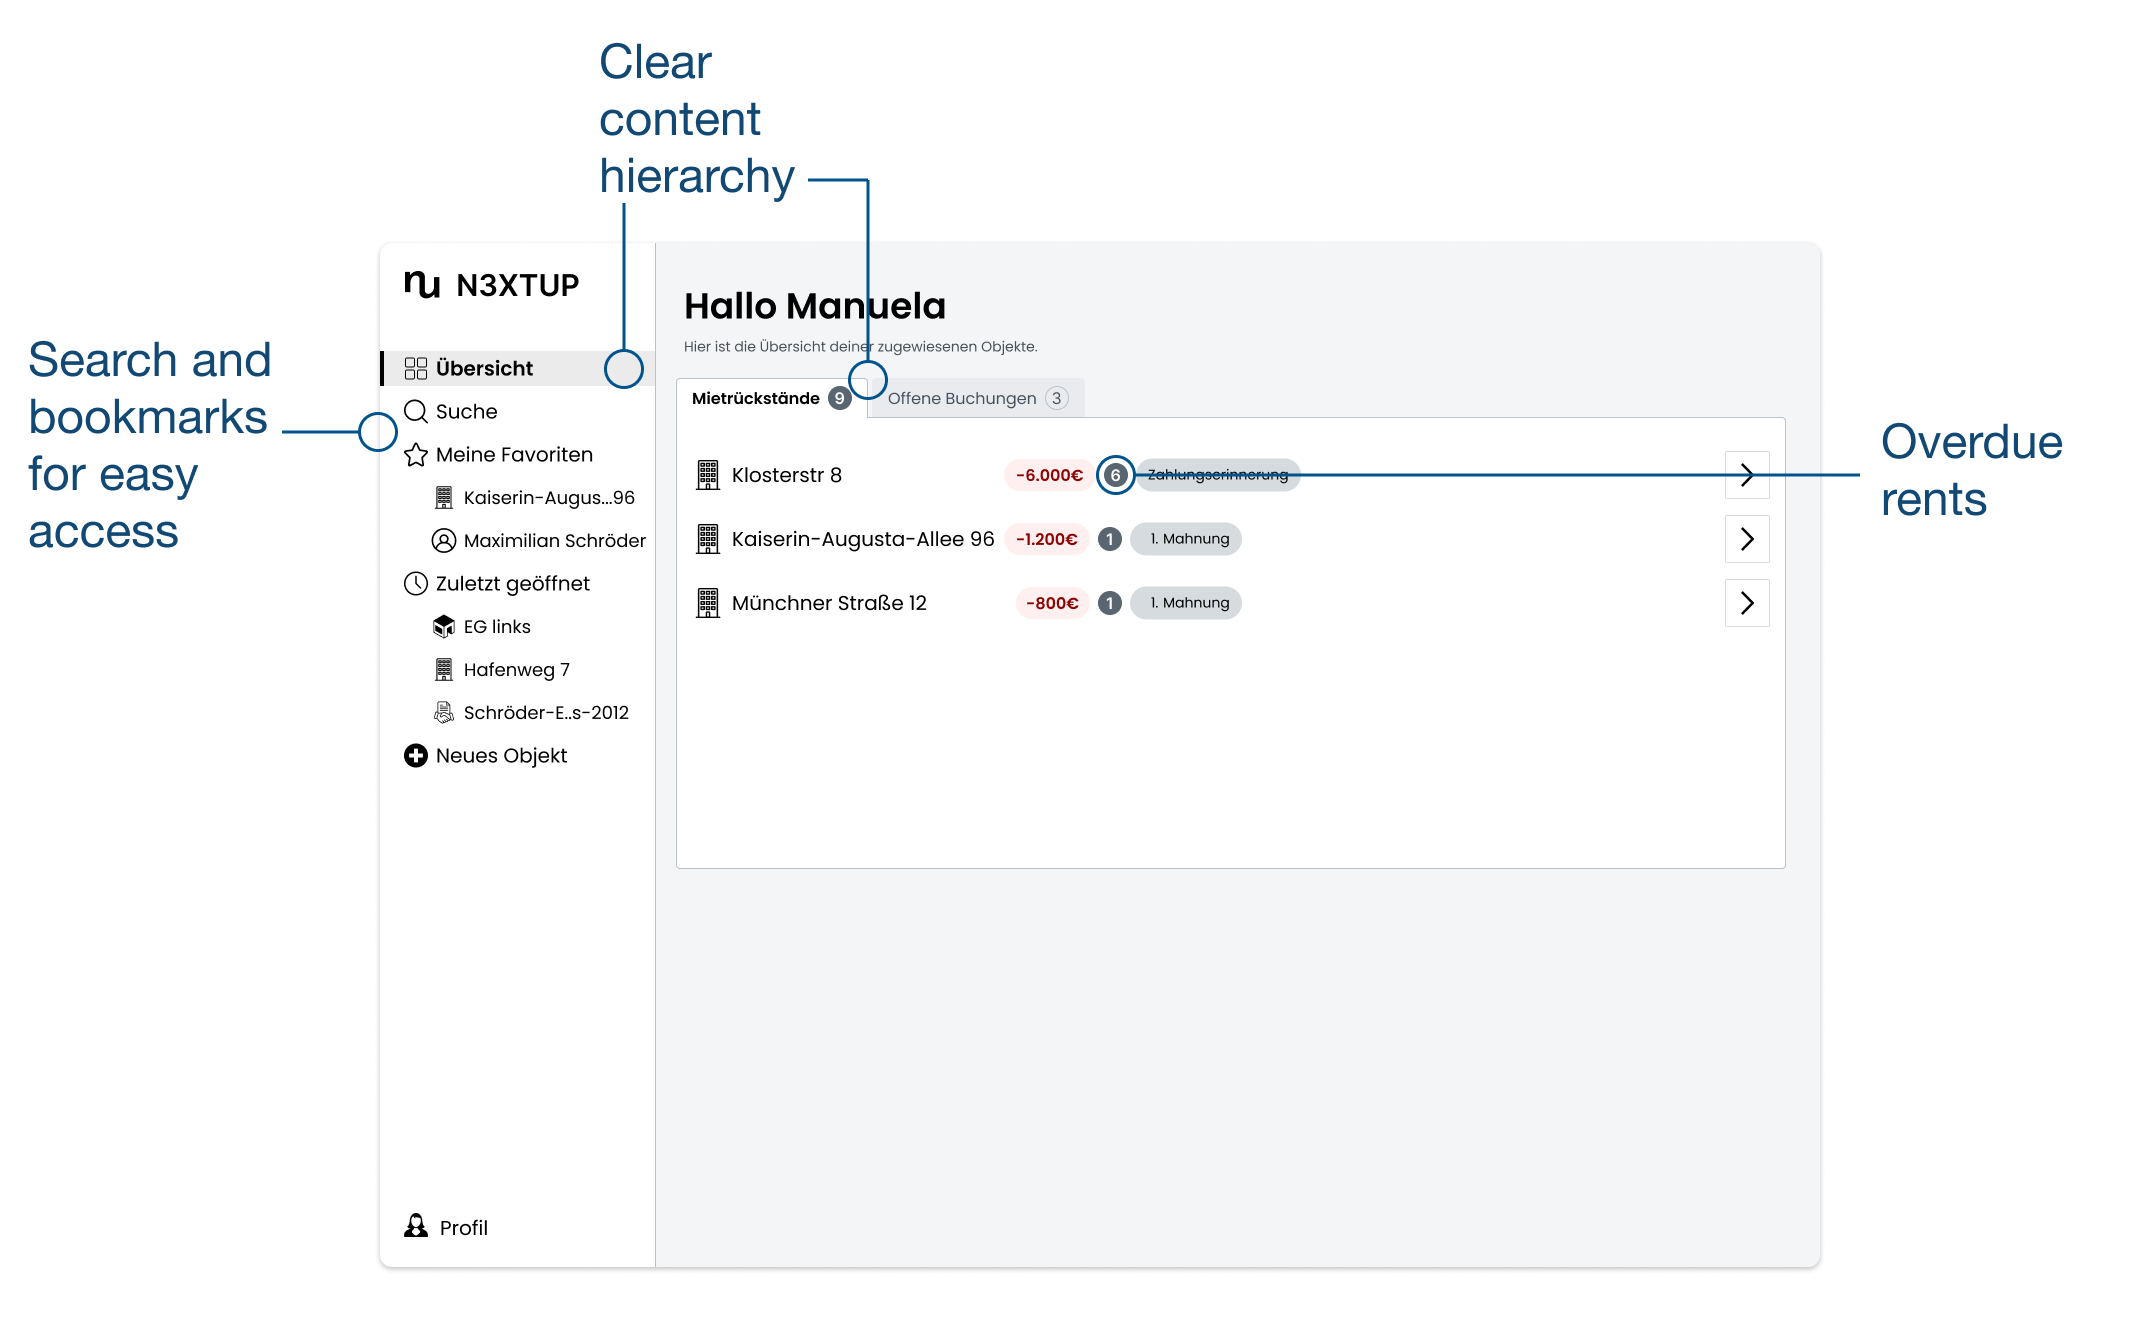 Clear
content
hierarchy
Search and
bookmarks
for easy
access
Overdue
rents
nu N3XTUP
Übersicht
Suche
Meine Favoriten
Kaiserin-Augus...96
Maximilian Schröder
Zuletzt geöffnet
EG links
Hafenweg 7
Schröder-E..s-2012
Neues Objekt
Profil
Hallo Manuela
Hier ist die Übersicht deiner zugewiesenen Objekte.
Mietrückstände 9 Offene Buchungen 3
Klosterstr 8 -6.000€ 6 Zahlungserinnerung
Kaiserin-Augusta-Allee 96 -1.200€ 1 1. Mahnung
Münchner Straße 12 -800€ 1 1. Mahnung